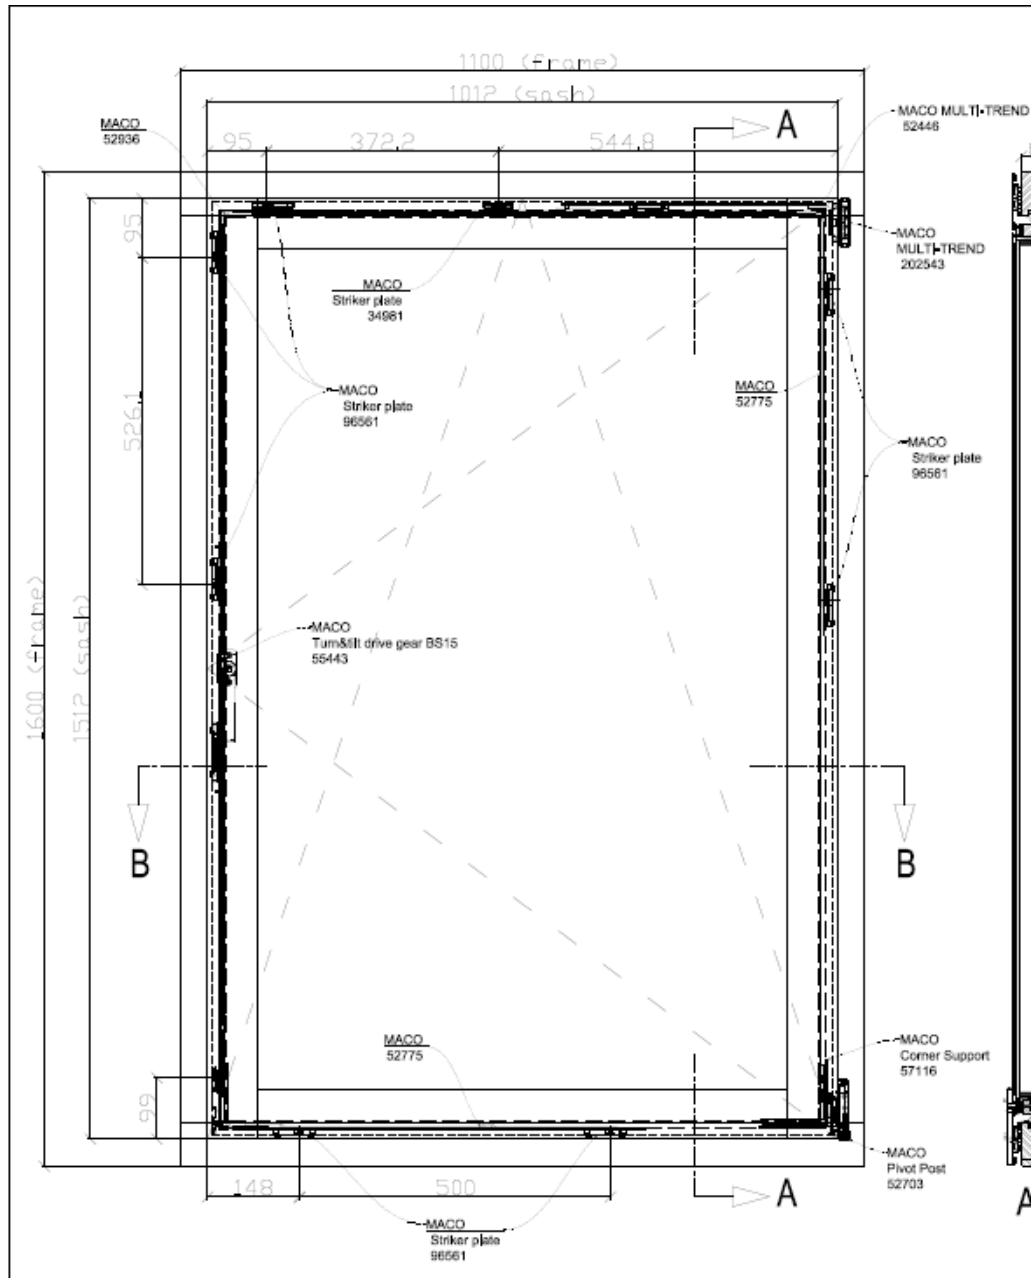 1100 (frame)
1012 (sash)
MACO MULTI-TREND
52446
A
MACO
52936
95
372.2
544.8
95
MACO
MULTI-TREND
202543
MACO
Striker plate
34981
MACO
Striker plate
96561
MACO
52775
526.1
MACO
Striker plate
96561
1600 (frame)
1512 (sash)
MACO
Turn&tilt drive gear BS15
55443
B
B
MACO
52775
MACO
Corner Support
57116
99
MACO
Pivot Post
52703
148
500
A
A
MACO
Striker plate
96561